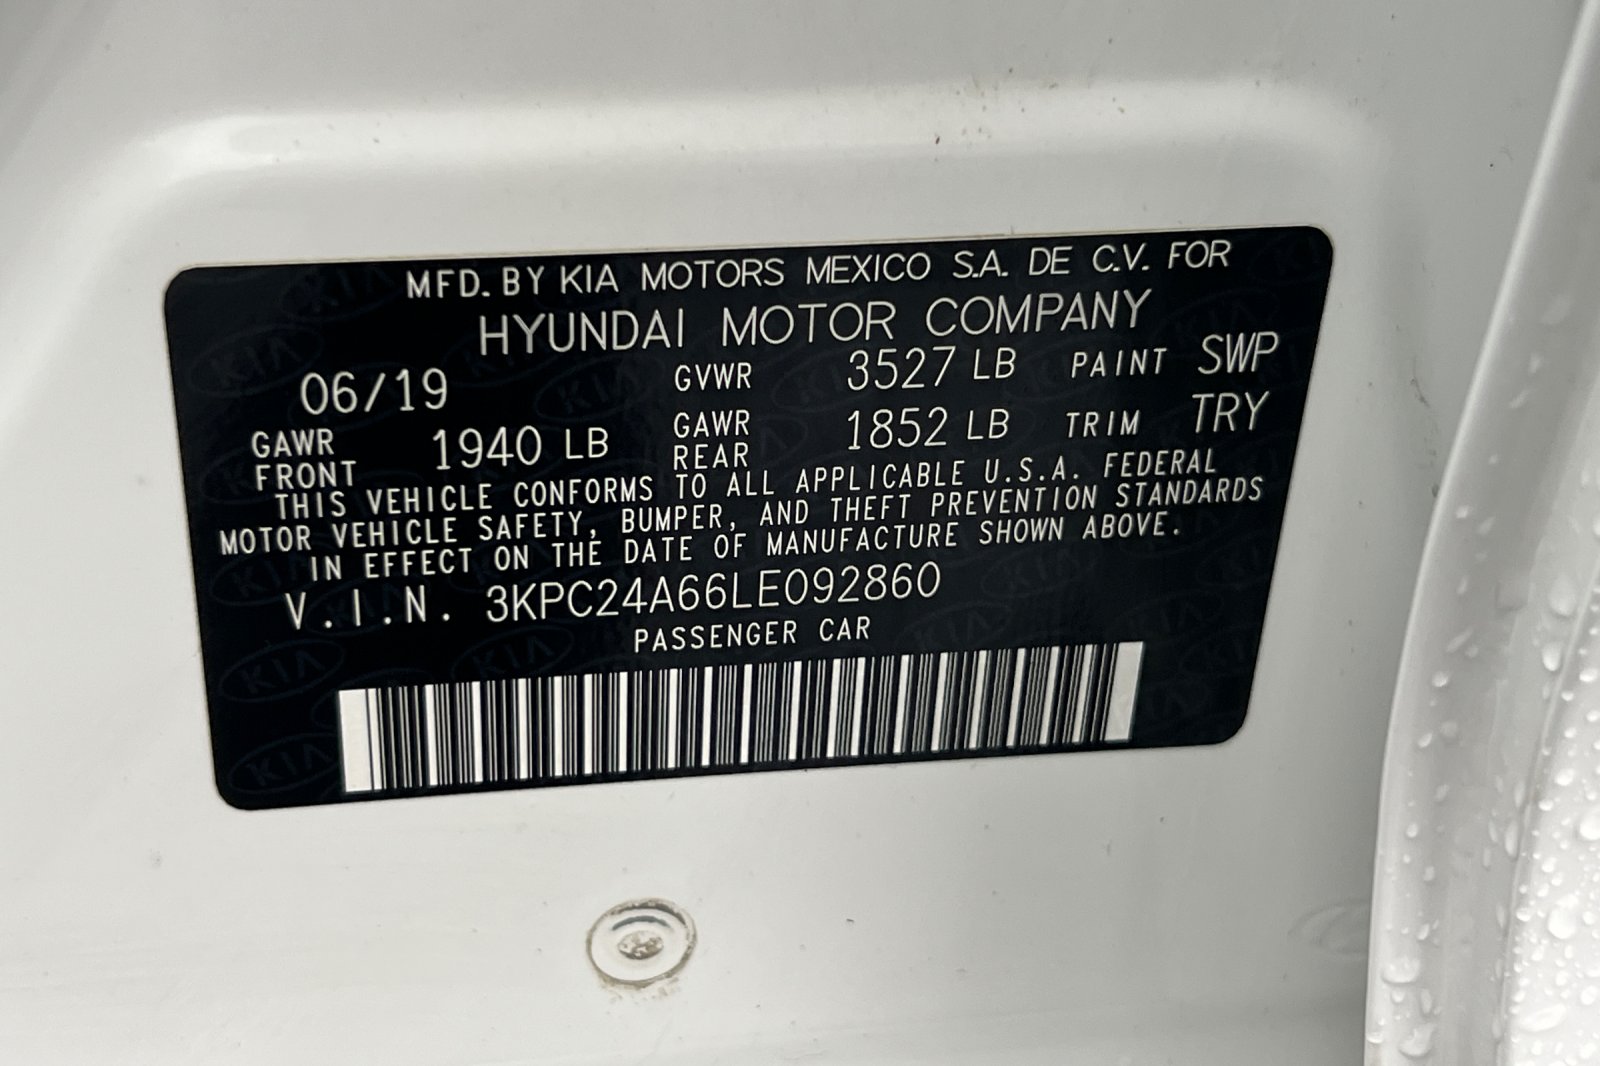 MFD. BY KIA MOTORS MEXICO S.A. DE C.V. FOR
HYUNDAI MOTOR COMPANY
06/19 GVWR 3527 LB PAINT SWP
GAWR FRONT 1940 LB GAWR REAR 1852 LB TRIM TRY
THIS VEHICLE CONFORMS TO ALL APPLICABLE U.S.A. FEDERAL
MOTOR VEHICLE SAFETY, BUMPER, AND THEFT PREVENTION STANDARDS
IN EFFECT ON THE DATE OF MANUFACTURE SHOWN ABOVE.
V.I.N. 3KPC24A66LE092860
PASSENGER CAR